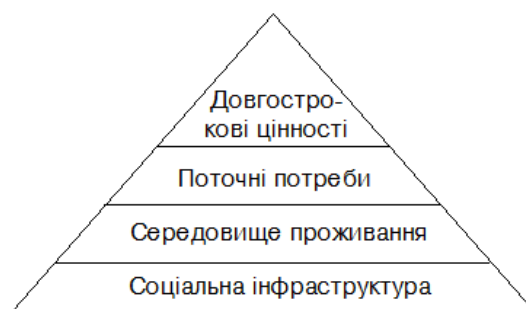 Довгостро-
кові цінності
Поточні потреби
Середовище проживання
Соціальна інфраструктура